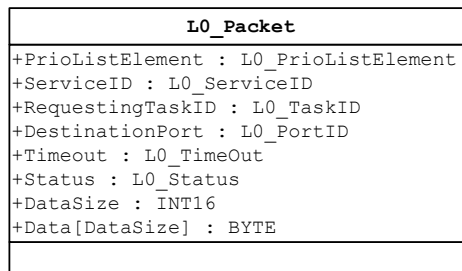 L0_Packet
+PrioListElement : L0_PrioListElement
+ServiceID : L0_ServiceID
+RequestingTaskID : L0_TaskID
+DestinationPort : L0_PortID
+Timeout : L0_TimeOut
+Status : L0_Status
+DataSize : INT16
+Data[DataSize] : BYTE